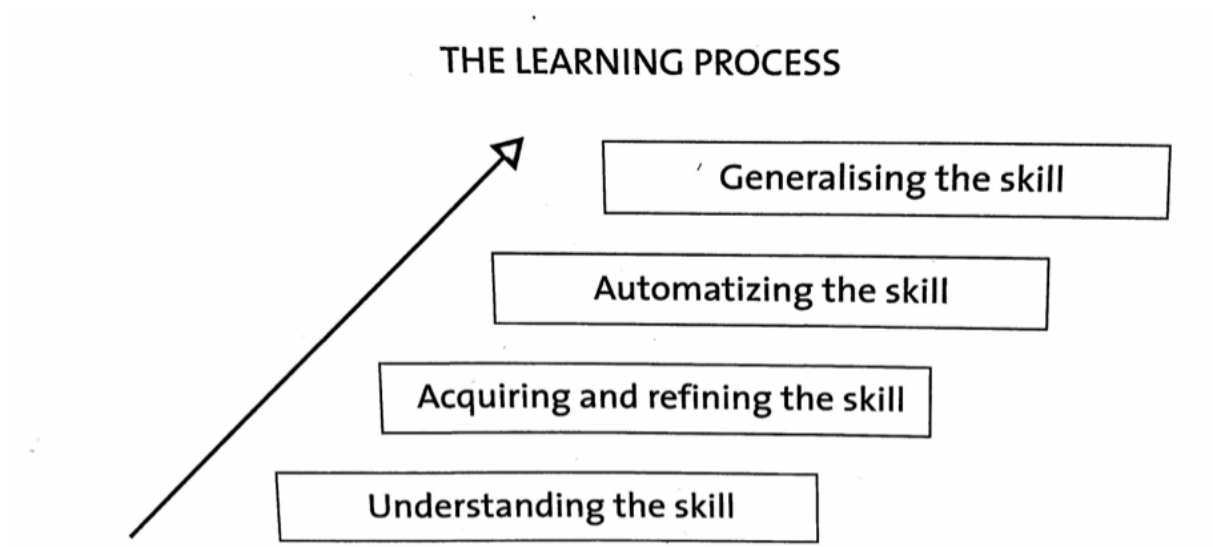 THE LEARNING PROCESS
Generalising the skill
Automatizing the skill
Acquiring and refining the skill
Understanding the skill